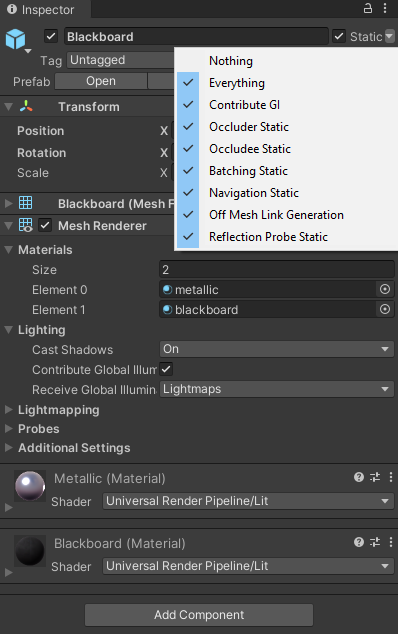 Inspector
Blackboard
Static
Tag Untagged
Nothing
Prefab Open
Everything
Transform
Contribute GI
Position X
Occluder Static
Rotation X
Occludee Static
Scale X
Batching Static
Navigation Static
Blackboard (Mesh F
Off Mesh Link Generation
Mesh Renderer
Reflection Probe Static
Materials
Size 2
Element 0 metallic
Element 1 blackboard
Lighting
Cast Shadows On
Contribute Global Illum
Receive Global Illumin Lightmaps
Lightmapping
Probes
Additional Settings
Metallic (Material)
Shader Universal Render Pipeline/Lit
Blackboard (Material)
Shader Universal Render Pipeline/Lit
Add Component